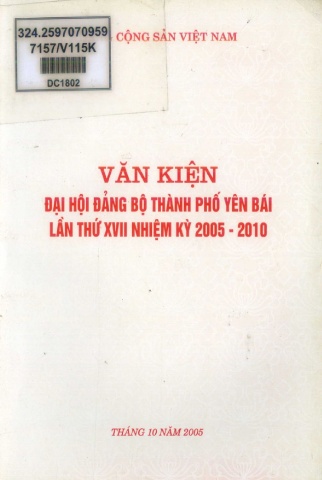 324.2597070959
7157/V115K
DC1802
CỘNG SẢN VIỆT NAM
VĂN KIỆN
ĐẠI HỘI ĐẢNG BỘ THÀNH PHỐ YÊN BÁI
LẦN THỨ XVII NHIỆM KỲ 2005 - 2010
THÁNG 10 NĂM 2005